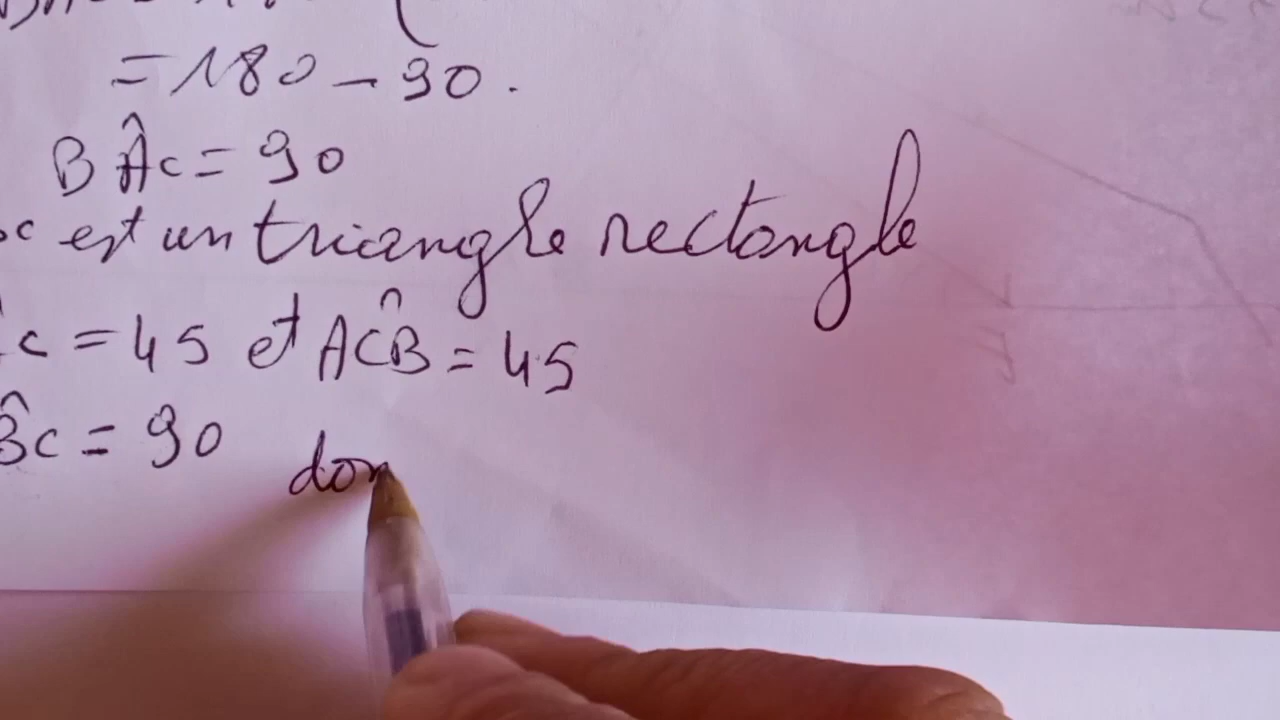 = 180 - 90.
BÂC = 90
c est un triangle rectangle
c = 45 et AĈB = 45
B̂C = 90 don